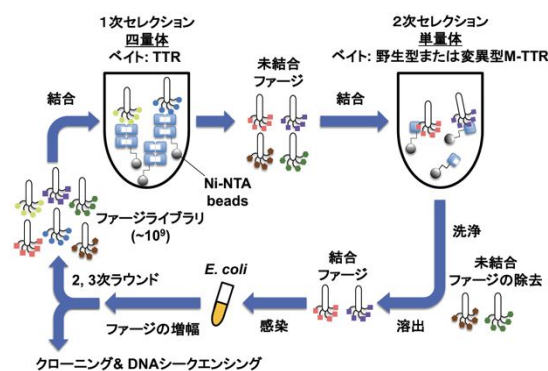 1次セレクション
四量体
ベイト: TTR
2次セレクション
単量体
ベイト: 野生型または変異型M-TTR
結合
未結合
ファージ
結合
Ni-NTA
beads
ファージライブラリ
(~10⁹)
洗浄
2, 3次ラウンド
E. coli
結合
ファージ
未結合
ファージの除去
ファージの増幅
感染
溶出
クローニング& DNAシークエンシング